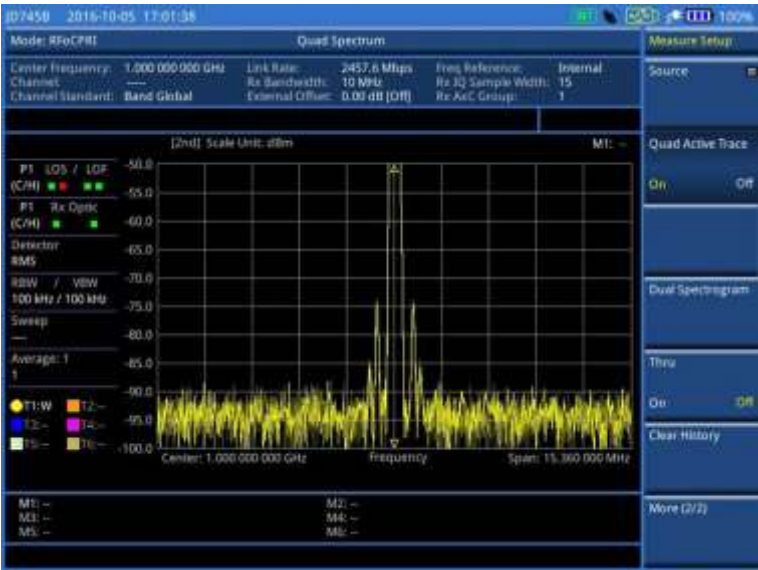 JD745B 2016-10-05 17:01:38 INT 100%
Mode: RFoCPRI Quad Spectrum Measure Setup
Center Frequency: 1.000 000 000 GHz Link Rate: 2457.6 Mbps Freq Reference: Internal
Channel: ---- Rx Bandwidth: 10 MHz Rx IQ Sample Width: 15
Channel Standard: Band Global External Offset: 0.00 dB [Off] Rx AxC Group: 1
Source
[2nd] Scale Unit: dBm M1: --
Quad Active Trace
On Off
P1 LOS / LOF
(C/H)
P1 Rx Optic
(C/H)
Detector
RMS
RBW / VBW
100 kHz / 100 kHz
Sweep
----
Average: 1
1
T1:W T2:--
T3:-- T4:--
T5:-- T6:--
-50.0
-55.0
-60.0
-65.0
-70.0
-75.0
-80.0
-85.0
-90.0
-95.0
-100.0
Center: 1.000 000 000 GHz Frequency Span: 15.360 000 MHz
Dual Spectrogram
Thru
On Off
Clear History
More (2/2)
M1: -- M2: --
M3: -- M4: --
M5: -- M6: --